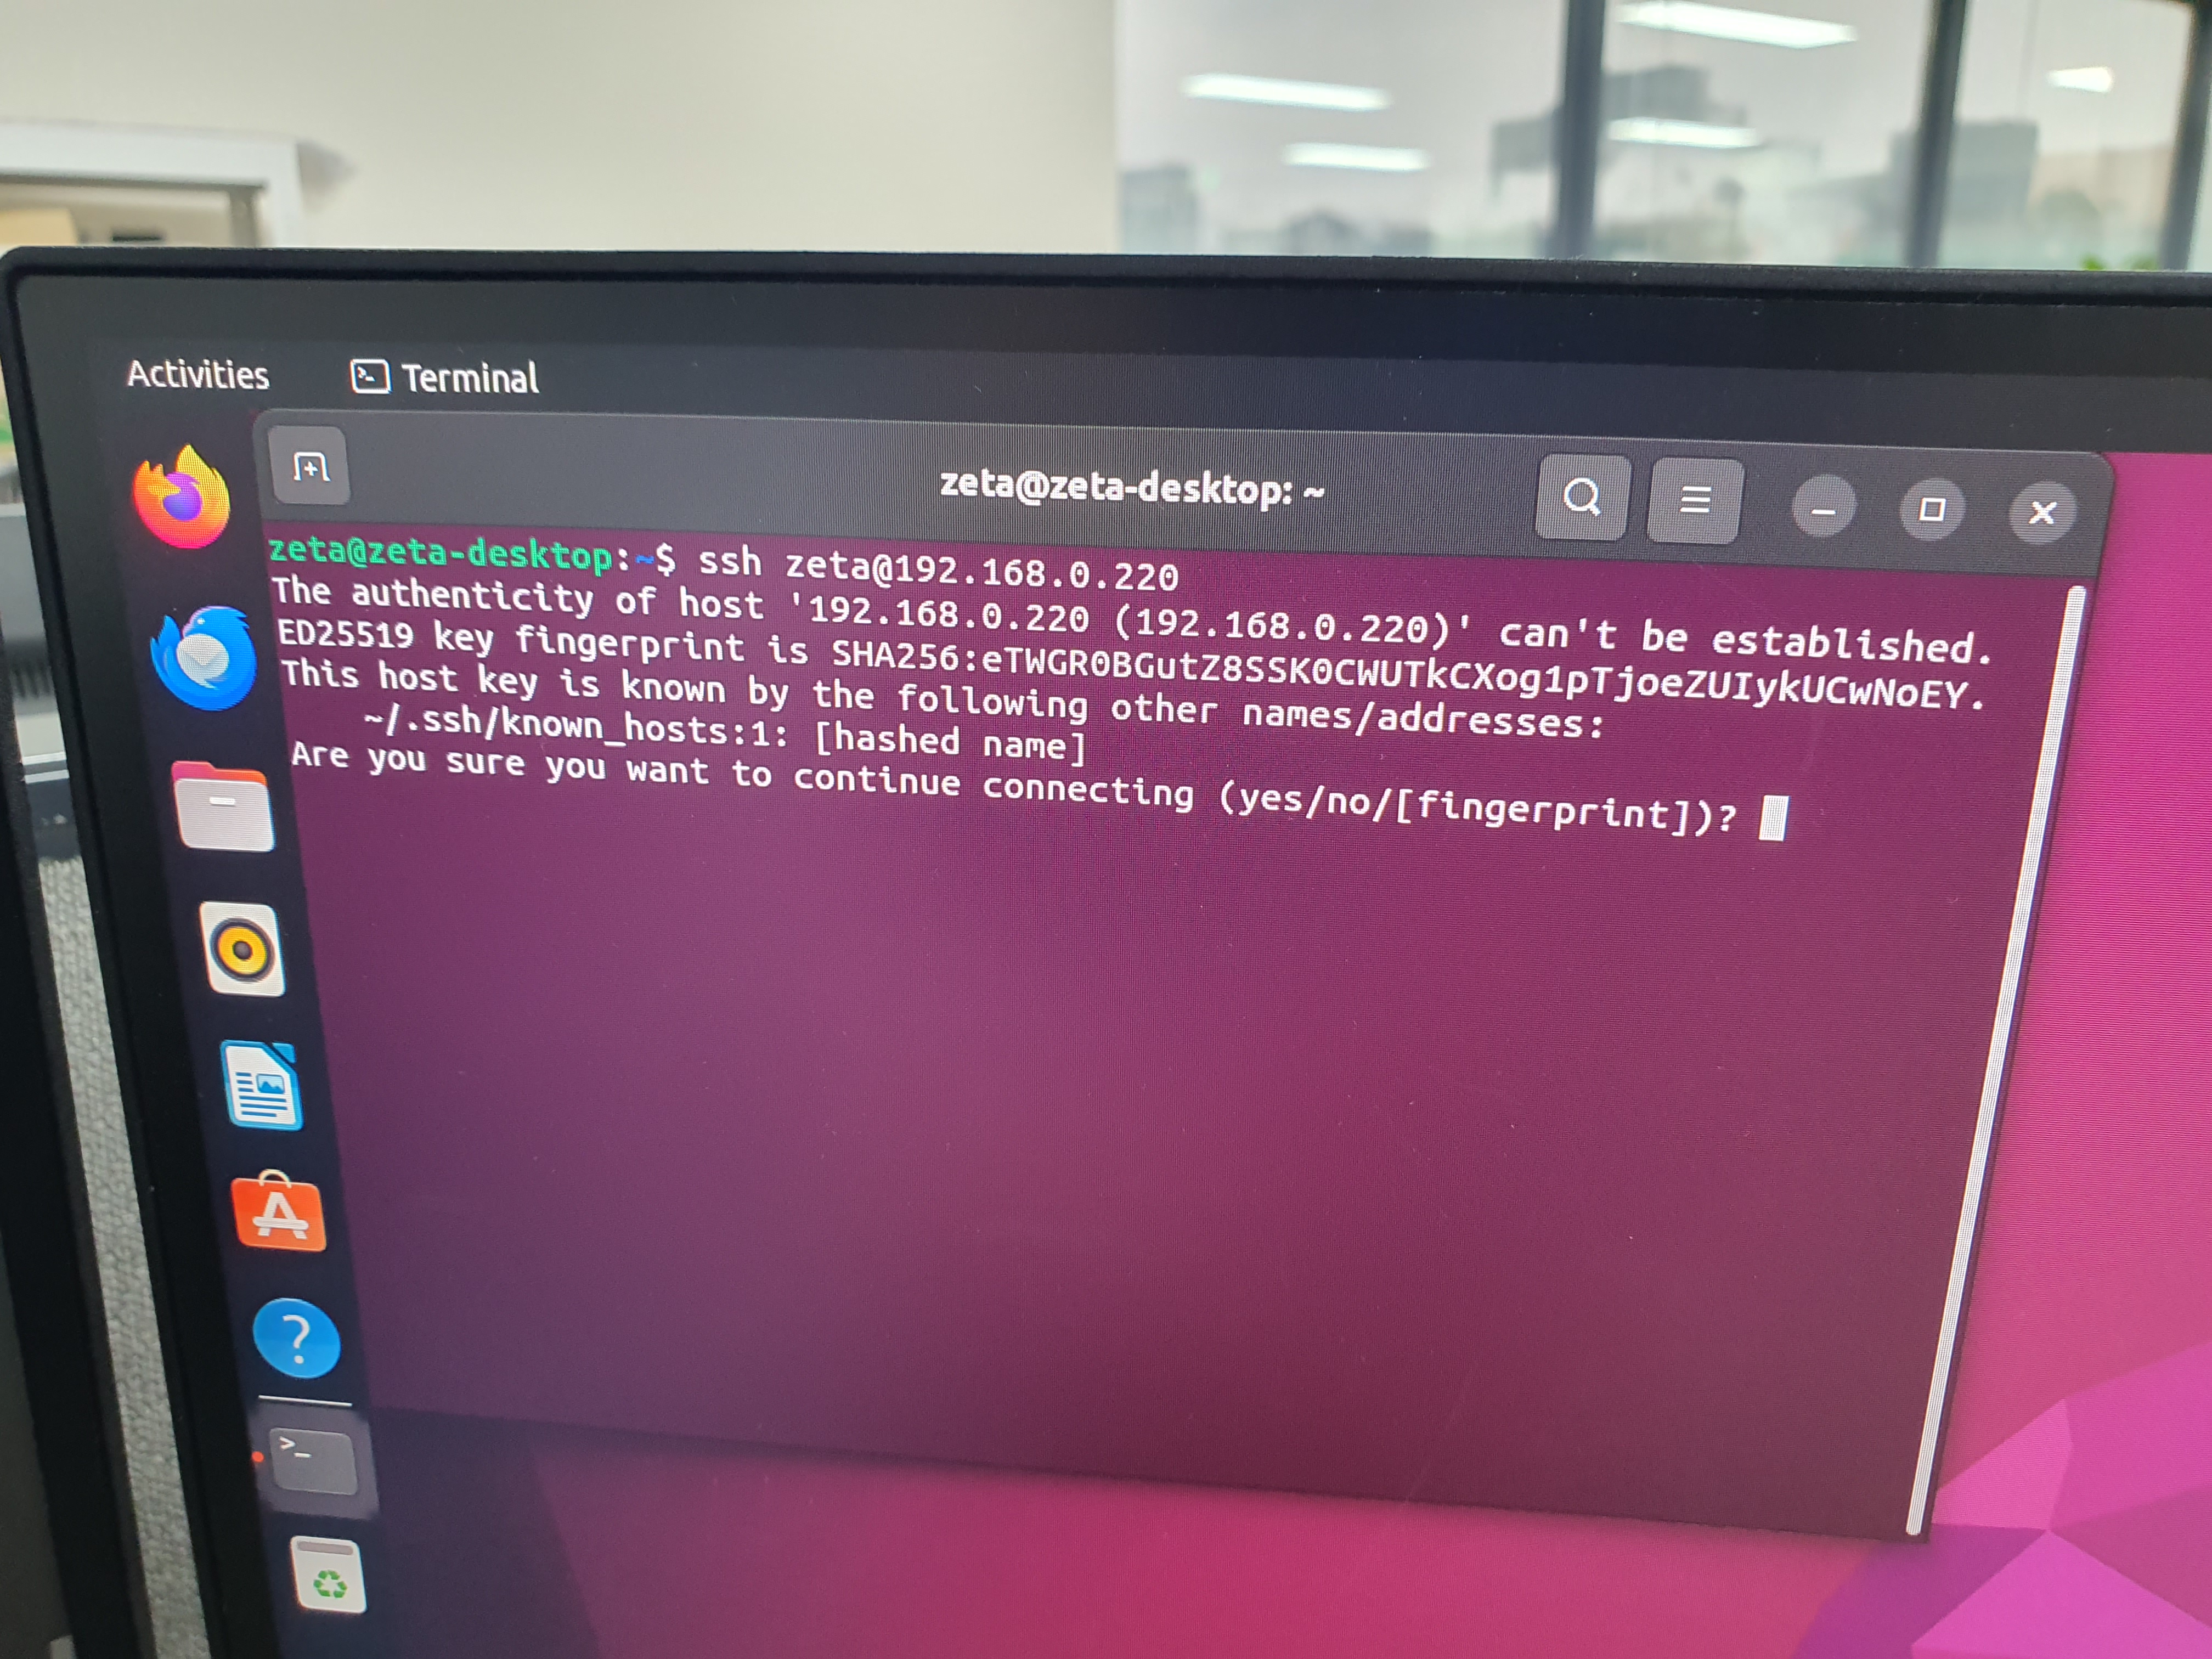 Activities
Terminal
zeta@zeta-desktop: ~
zeta@zeta-desktop:~$ ssh zeta@192.168.0.220
The authenticity of host '192.168.0.220 (192.168.0.220)' can't be established.
ED25519 key fingerprint is SHA256:eTWGR0BGutZ8SSK0CWUTkCXog1pTjoeZUIykUCwNoEY.
This host key is known by the following other names/addresses:
    ~/.ssh/known_hosts:1: [hashed name]
Are you sure you want to continue connecting (yes/no/[fingerprint])?